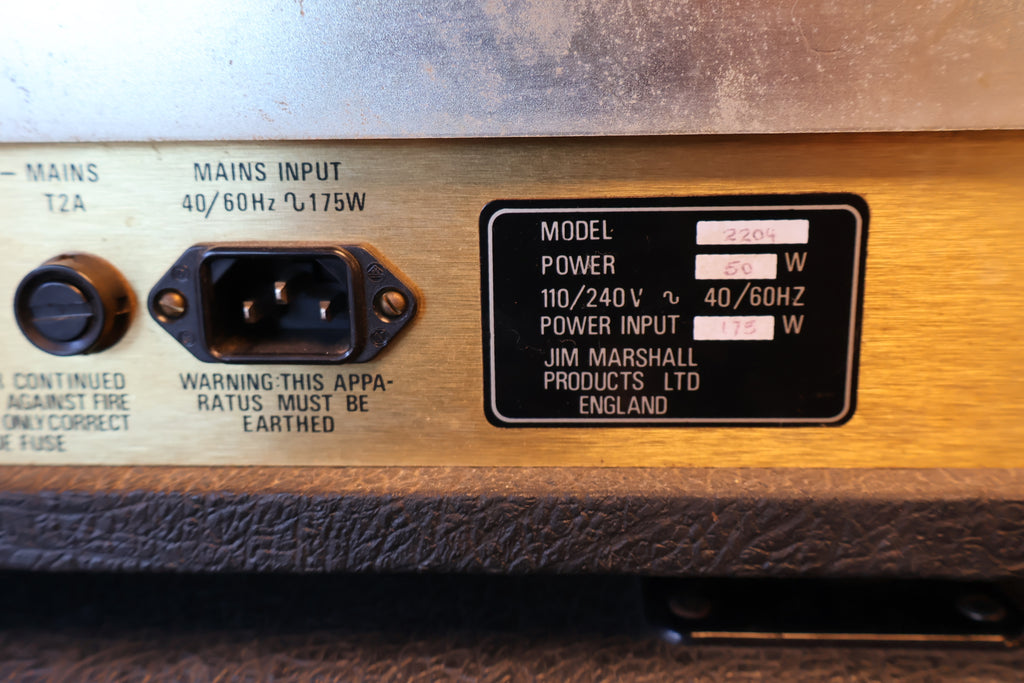 – MAINS
T2A
MAINS INPUT
40/60Hz ∿ 175W
CONTINUED
AGAINST FIRE
ONLY CORRECT
FUSE
WARNING: THIS APPA-
RATUS MUST BE
EARTHED
MODEL 2204
POWER 50 W
110/240V ∿ 40/60HZ
POWER INPUT 175 W
JIM MARSHALL
PRODUCTS LTD
ENGLAND